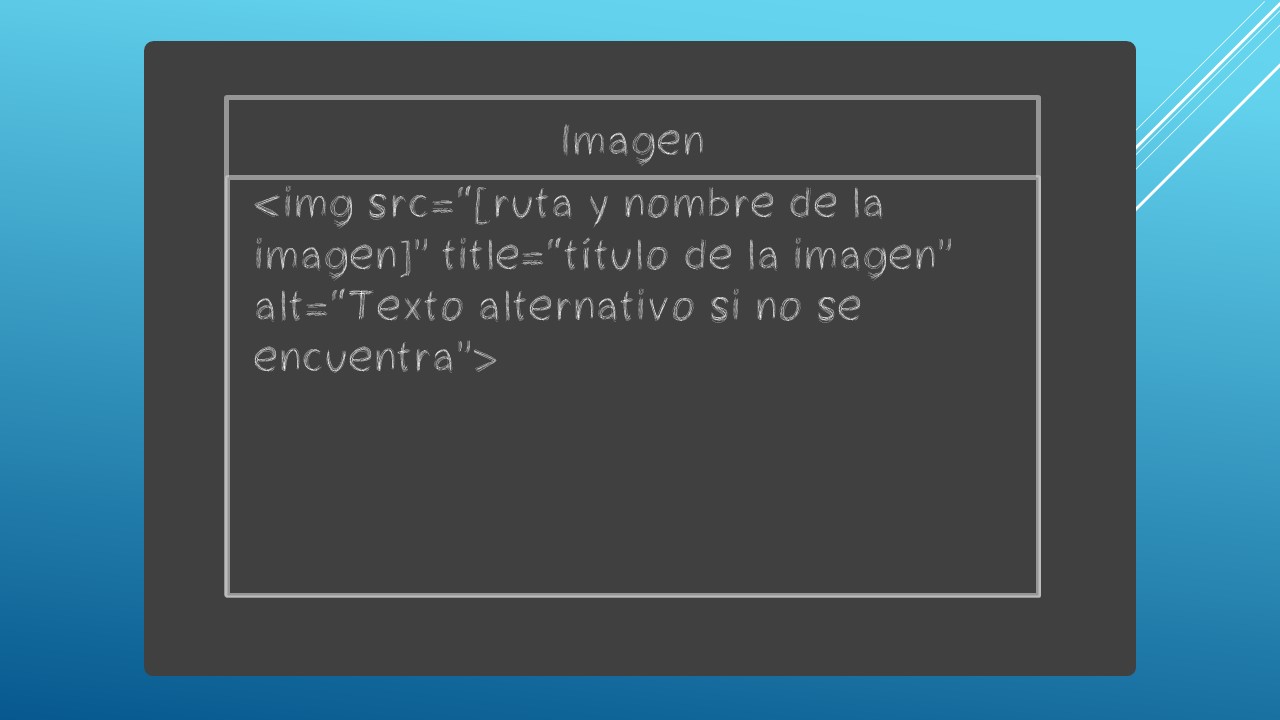 Imagen
<img src=“[ruta y nombre de la
imagen]” title=“título de la imagen”
alt=“Texto alternativo si no se
encuentra”>